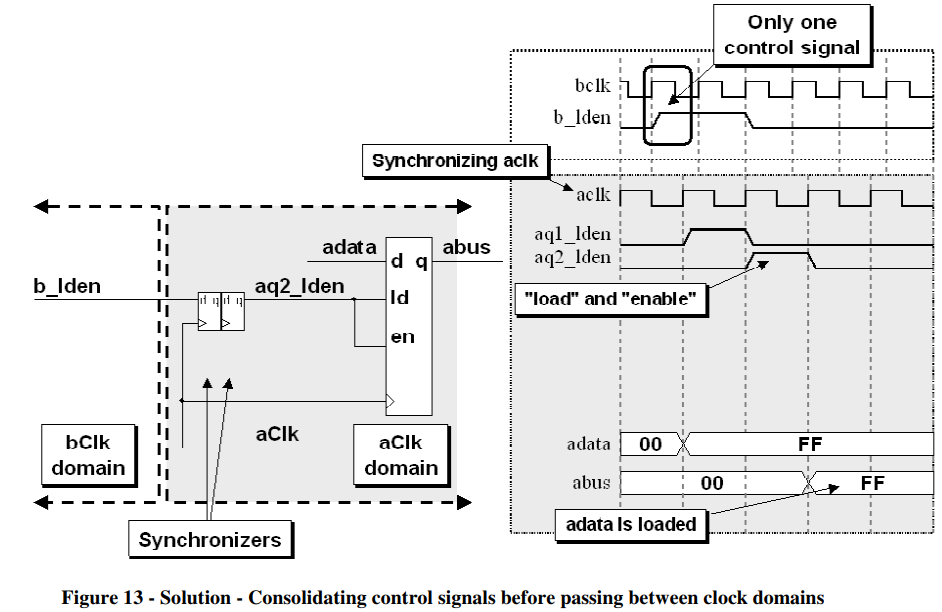 Only one
control signal
bclk
b_lden
Synchronizing aclk
aclk
aq1_lden
aq2_lden
"load" and "enable"
adata
abus
d q
b_lden
d q
d q
aq2_lden
ld
en
aClk
bClk
domain
aClk
domain
Synchronizers
adata
00
FF
abus
00
FF
adata is loaded
Figure 13 - Solution - Consolidating control signals before passing between clock domains